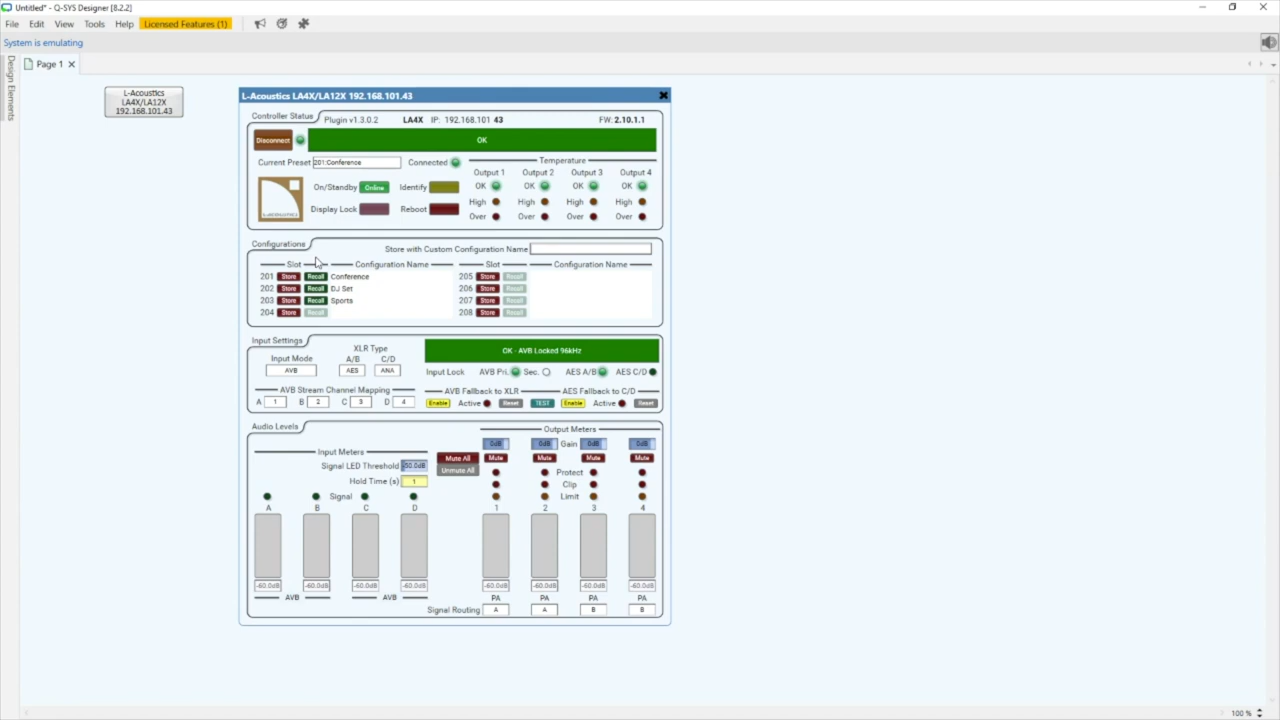 Untitled* - Q-SYS Designer [8.2.2]
File Edit View Tools Help Licensed Features (1)
System is emulating
Page 1
Design Elements
L-Acoustics
LA4X/LA12X
192.168.101.43
L-Acoustics LA4X/LA12X 192.168.101.43
Controller Status Plugin v1.3.0.2 LA4X IP: 192.168.101 43 FW: 2.10.1.1
Disconnect OK
Current Preset 201:Conference Connected Temperature
Output 1 Output 2 Output 3 Output 4
On/Standby Online Identify OK OK OK OK
High High High High
Display Lock Reboot
Over Over Over Over
L-ACOUSTICS
Configurations Store with Custom Configuration Name
Slot Configuration Name Slot Configuration Name
201 Store Recall Conference 205 Store Recall
202 Store Recall DJ Set 206 Store Recall
203 Store Recall Sports 207 Store Recall
204 Store Recall 208 Store Recall
Input Settings XLR Type OK - AVB Locked 96kHz
Input Mode A/B C/D
AVB AES ANA Input Lock AVB Pri. Sec. AES A/B AES C/D
AVB Stream Channel Mapping AVB Fallback to XLR AES Fallback to C/D
A 1 B 2 C 3 D 4 Enable Active Reset TEST Enable Active Reset
Audio Levels Output Meters
0dB 0dB Gain 0dB 0dB
Input Meters Mute All Mute Mute Mute Mute
Signal LED Threshold -50.0dB Unmute All Protect
Hold Time (s) 1 Clip
Signal Limit
A B C D 1 2 3 4
-60.0dB -60.0dB -60.0dB -60.0dB -60.0dB -60.0dB -60.0dB -60.0dB
AVB AVB PA PA PA PA
Signal Routing A A B B
100 %